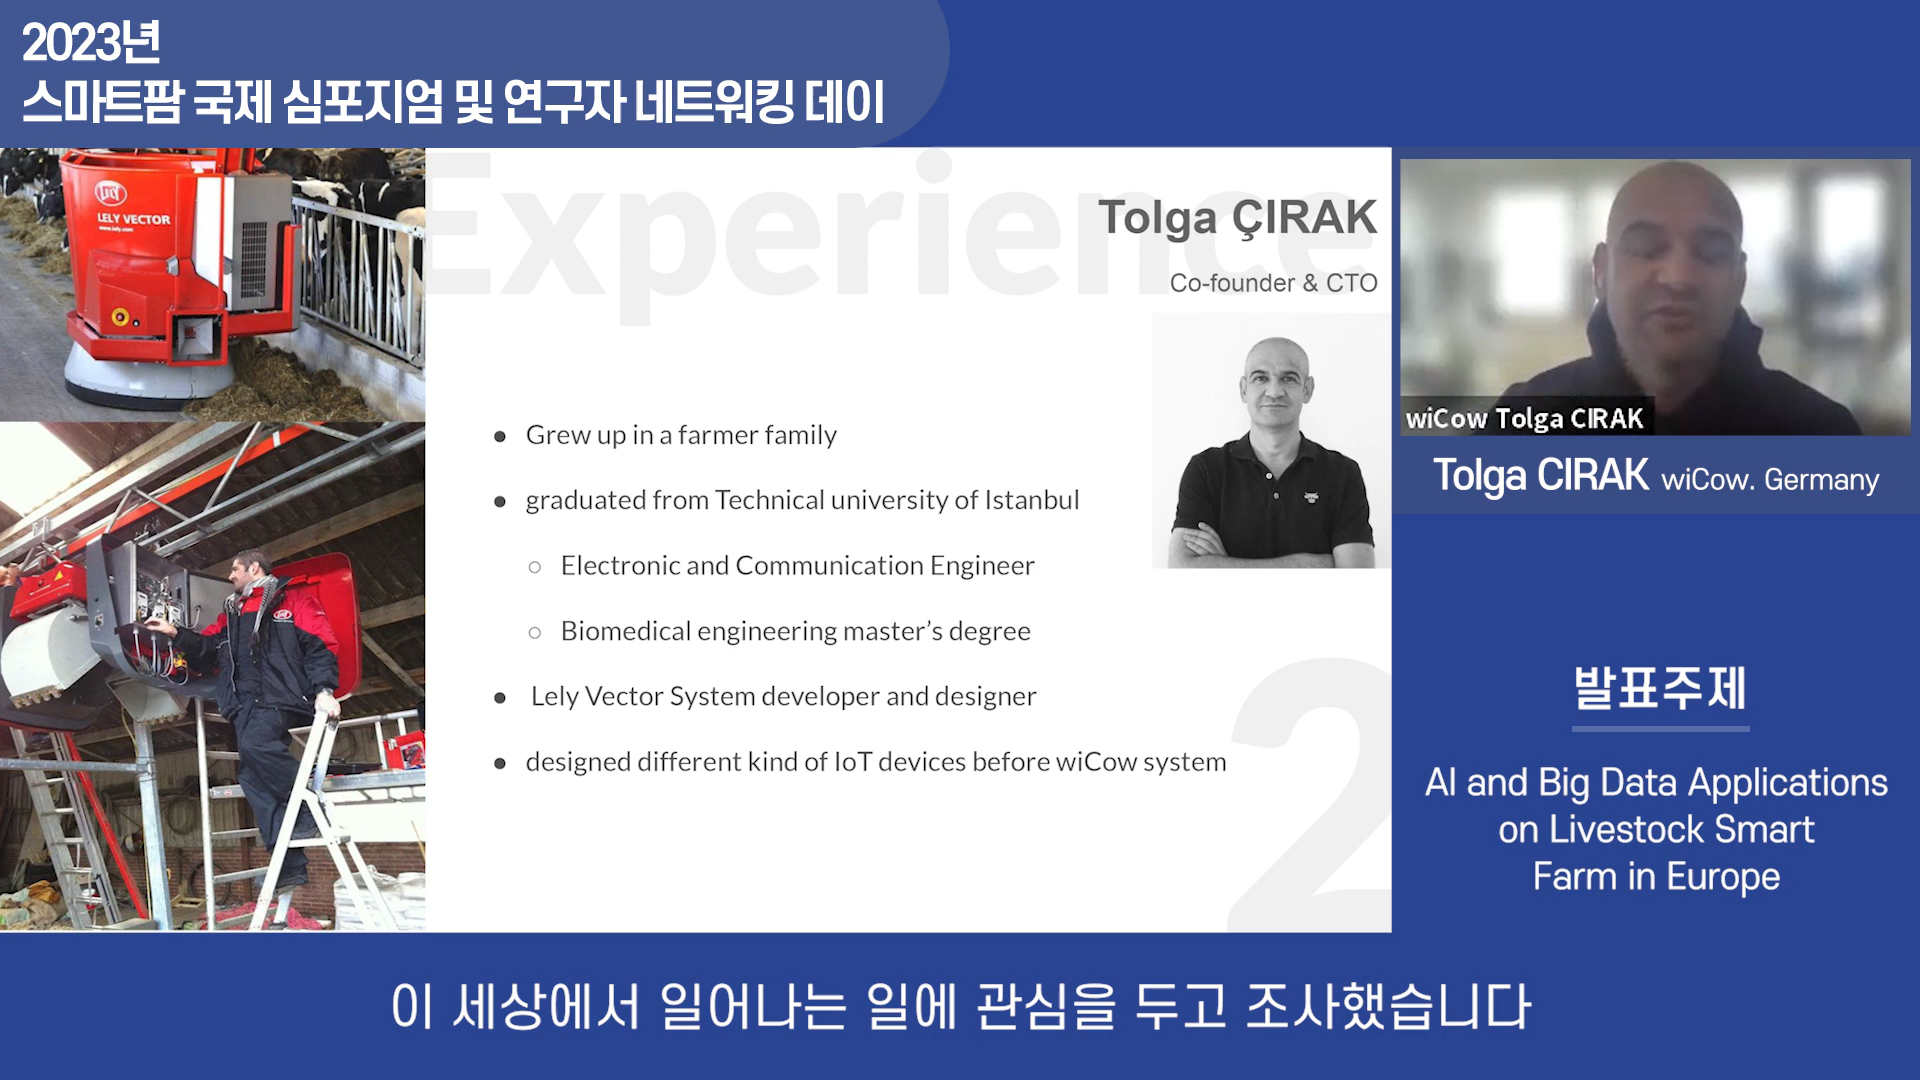 2023년
스마트팜 국제 심포지엄 및 연구자 네트워킹 데이
LELY
LELY VECTOR
www.lely.com
Experience
Tolga ÇIRAK
Co-founder & CTO
● Grew up in a farmer family
● graduated from Technical university of Istanbul
○ Electronic and Communication Engineer
○ Biomedical engineering master’s degree
● Lely Vector System developer and designer
● designed different kind of IoT devices before wiCow system
2
wiCow Tolga CIRAK
Tolga CIRAK wiCow. Germany
발표주제
AI and Big Data Applications
on Livestock Smart
Farm in Europe
이 세상에서 일어나는 일에 관심을 두고 조사했습니다